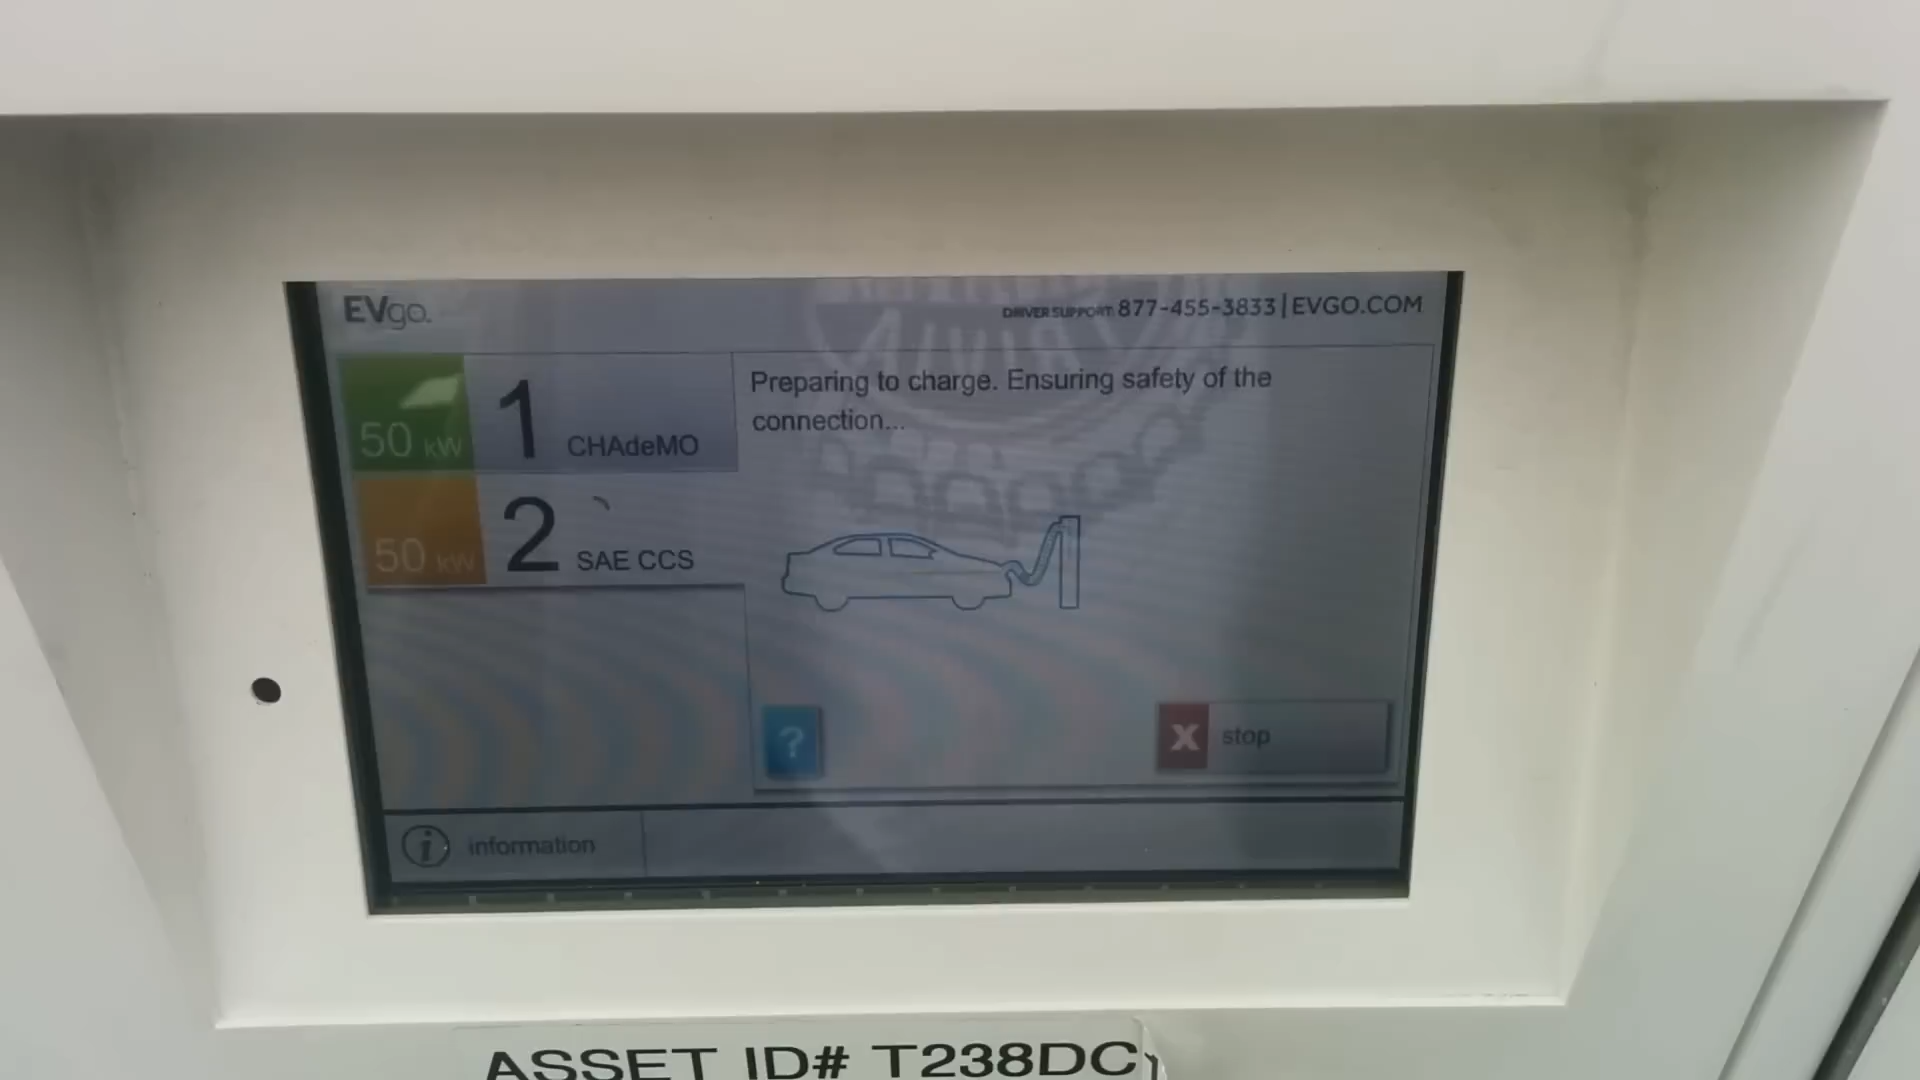 EVgo.
DRIVER SUPPORT: 877-455-3833 | EVGO.COM
50 kW 1 CHAdeMO
50 kW 2 SAE CCS
Preparing to charge. Ensuring safety of the
connection...
?
X stop
i information
ASSET ID# T238DC